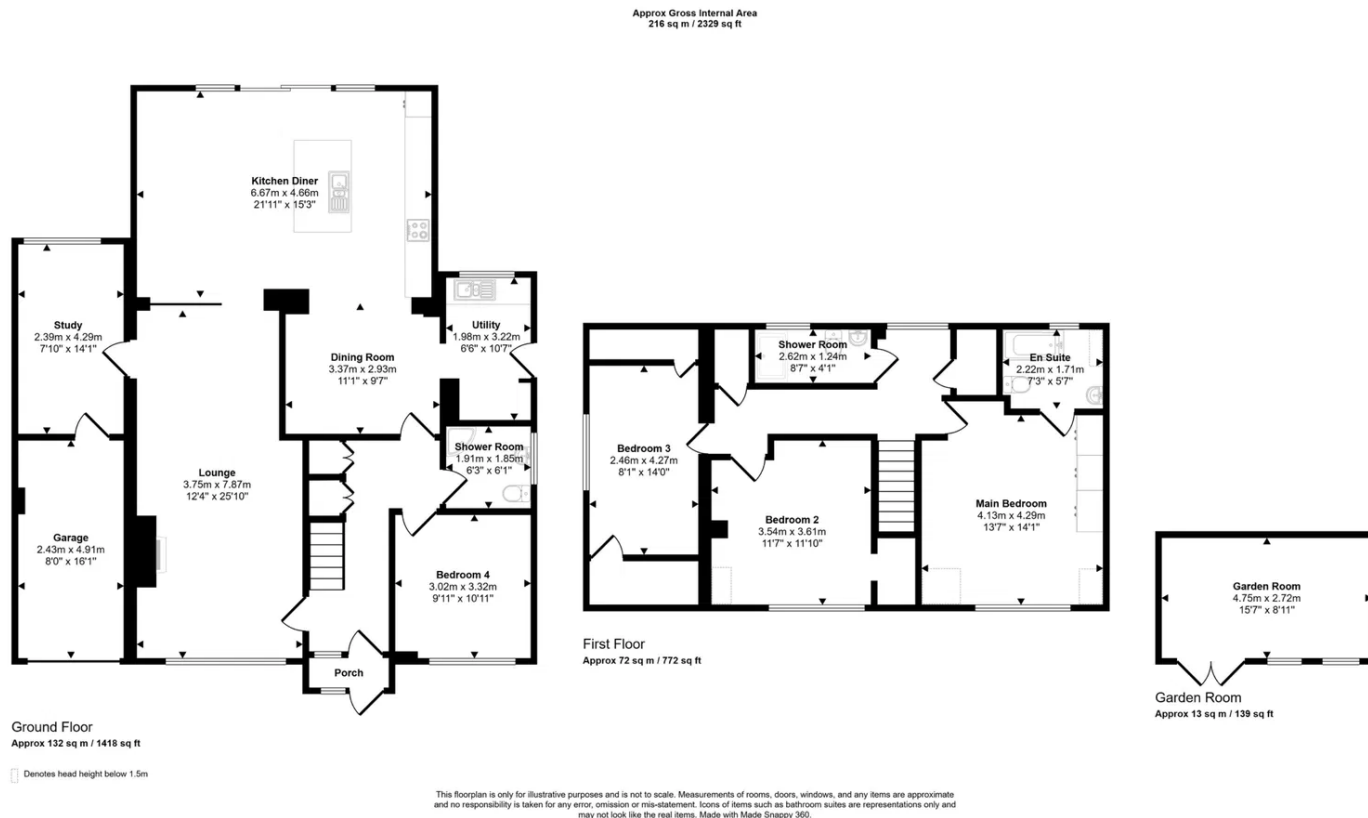 Approx Gross Internal Area
216 sq m / 2329 sq ft
Kitchen Diner
6.67m x 4.66m
21'11" x 15'3"
Study
2.39m x 4.29m
7'10" x 14'1"
Utility
1.98m x 3.22m
6'6" x 10'7"
Dining Room
3.37m x 2.93m
11'1" x 9'7"
Shower Room
1.91m x 1.85m
6'3" x 6'1"
Lounge
3.75m x 7.87m
12'4" x 25'10"
Garage
2.43m x 4.91m
8'0" x 16'1"
Bedroom 4
3.02m x 3.32m
9'11" x 10'11"
Porch
Ground Floor
Approx 132 sq m / 1418 sq ft
Denotes head height below 1.5m
Shower Room
2.62m x 1.24m
8'7" x 4'1"
En Suite
2.22m x 1.71m
7'3" x 5'7"
Bedroom 3
2.46m x 4.27m
8'1" x 14'0"
Bedroom 2
3.54m x 3.61m
11'7" x 11'10"
Main Bedroom
4.13m x 4.29m
13'7" x 14'1"
First Floor
Approx 72 sq m / 772 sq ft
Garden Room
4.75m x 2.72m
15'7" x 8'11"
Garden Room
Approx 13 sq m / 139 sq ft
This floorplan is only for illustrative purposes and is not to scale. Measurements of rooms, doors, windows, and any items are approximate
and no responsibility is taken for any error, omission or mis-statement. Icons of items such as bathroom suites are representations only and
may not look like the real items. Made with Made Snappy 360.